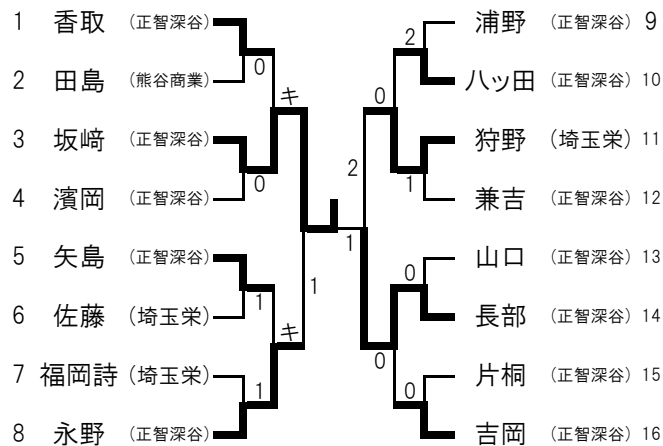 1 香取 (正智深谷)
2 田島 (熊谷商業)
3 坂﨑 (正智深谷)
4 濱岡 (正智深谷)
5 矢島 (正智深谷)
6 佐藤 (埼玉栄)
7 福岡詩 (埼玉栄)
8 永野 (正智深谷)
0
キ
0
1
キ
1
1
浦野 (正智深谷) 9
八ッ田 (正智深谷) 10
狩野 (埼玉栄) 11
兼吉 (正智深谷) 12
山口 (正智深谷) 13
長部 (正智深谷) 14
片桐 (正智深谷) 15
吉岡 (正智深谷) 16
2
0
1
2
1
0
0
0